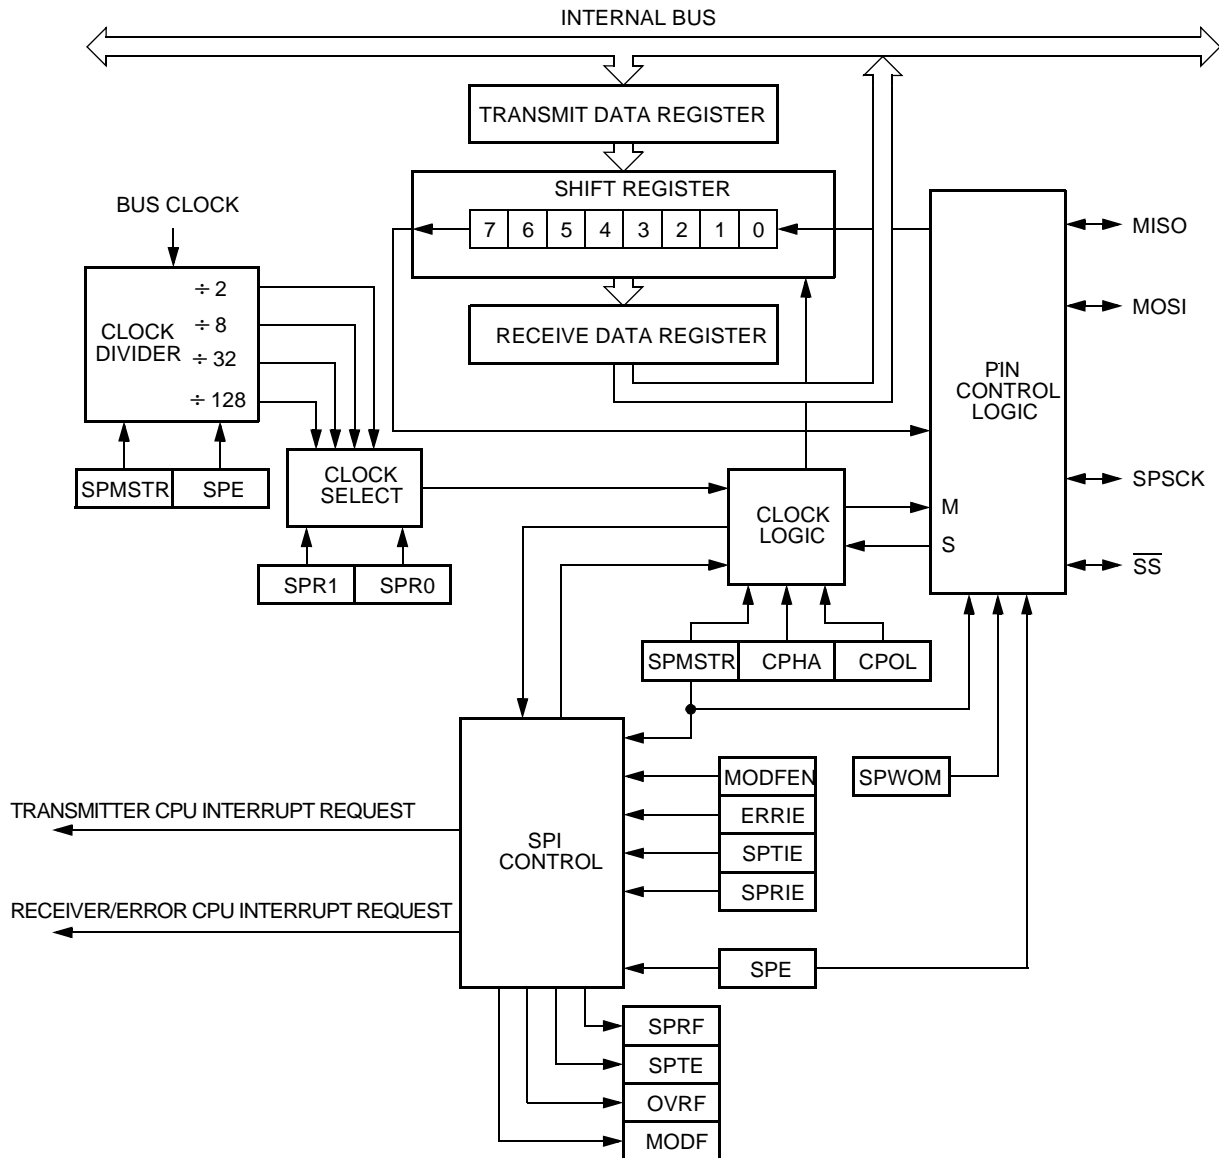 INTERNAL BUS
TRANSMIT DATA REGISTER
SHIFT REGISTER
7 6 5 4 3 2 1 0
BUS CLOCK
CLOCK
DIVIDER
÷ 2
÷ 8
÷ 32
÷ 128
RECEIVE DATA REGISTER
PIN
CONTROL
LOGIC
MISO
MOSI
SPSCK
SS
M
S
SPMSTR SPE
CLOCK
SELECT
CLOCK
LOGIC
SPR1 SPR0
SPMSTR CPHA CPOL
MODFEN
ERRIE
SPTIE
SPRIE
SPWOM
TRANSMITTER CPU INTERRUPT REQUEST
SPI
CONTROL
RECEIVER/ERROR CPU INTERRUPT REQUEST
SPE
SPRF
SPTE
OVRF
MODF